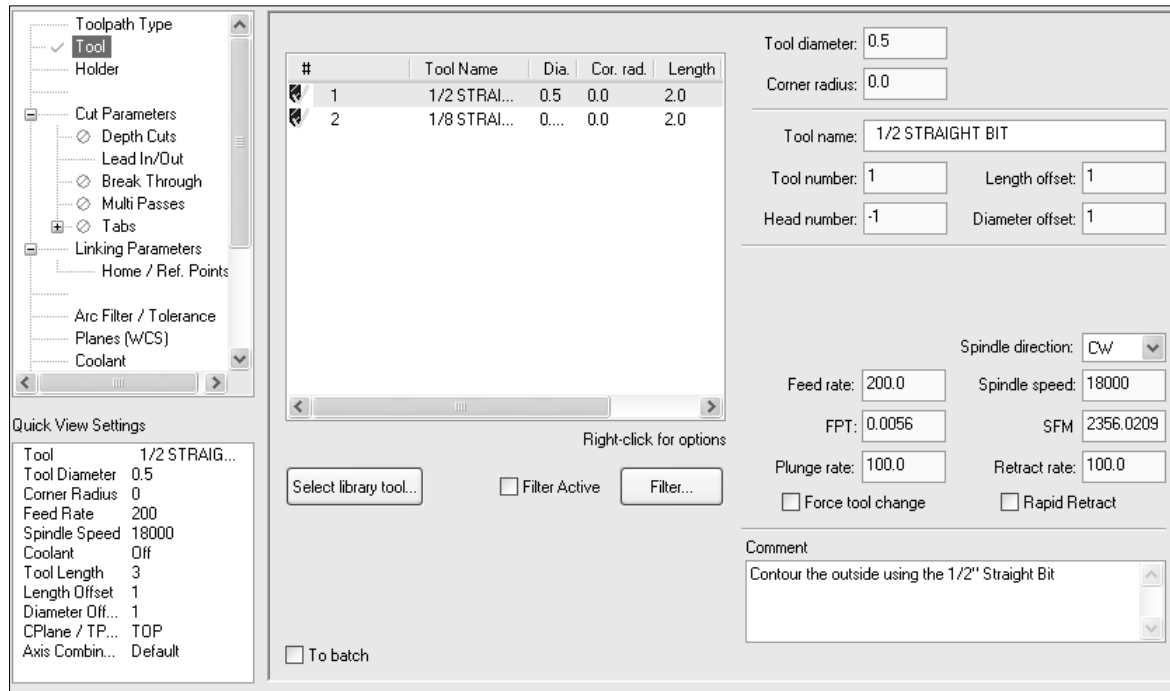 Toolpath Type
Tool
Holder
Cut Parameters
Depth Cuts
Lead In/Out
Break Through
Multi Passes
Tabs
Linking Parameters
Home / Ref. Points
Arc Filter / Tolerance
Planes (WCS)
Coolant
Quick View Settings
Tool 1/2 STRAIG...
Tool Diameter 0.5
Corner Radius 0
Feed Rate 200
Spindle Speed 18000
Coolant Off
Tool Length 3
Length Offset 1
Diameter Off... 1
CPlane / TP... TOP
Axis Combin... Default
# Tool Name Dia. Cor. rad. Length
1 1/2 STRAI... 0.5 0.0 2.0
2 1/8 STRAI... 0.... 0.0 2.0
Right-click for options
Select library tool... Filter Active Filter...
To batch
Tool diameter: 0.5
Corner radius: 0.0
Tool name: 1/2 STRAIGHT BIT
Tool number: 1 Length offset: 1
Head number: -1 Diameter offset: 1
Spindle direction: CW
Feed rate: 200.0 Spindle speed: 18000
FPT: 0.0056 SFM 2356.0209
Plunge rate: 100.0 Retract rate: 100.0
Force tool change Rapid Retract
Comment
Contour the outside using the 1/2" Straight Bit